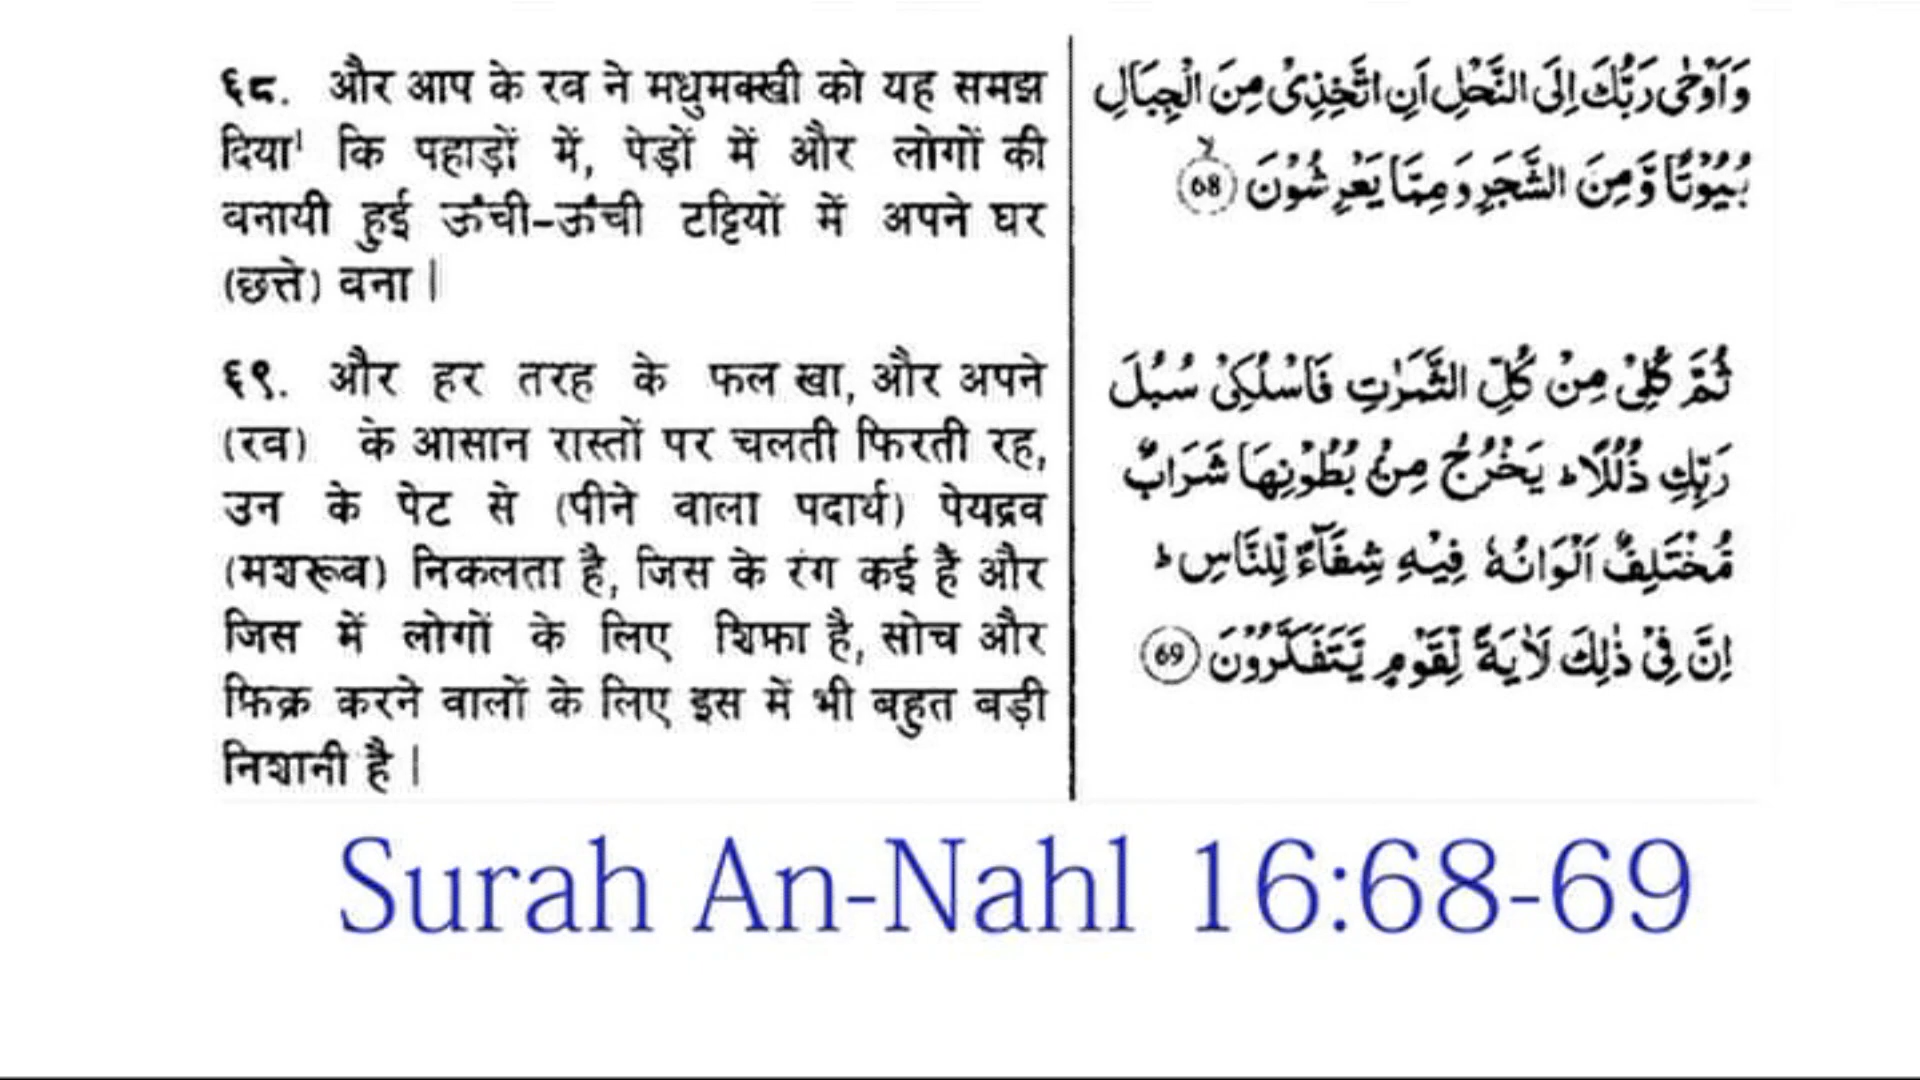 ६८. और आप के रब ने मधुमक्खी को यह समझ
दिया¹ कि पहाड़ों में, पेड़ों में और लोगों की
बनायी हुई ऊंची-ऊंची टट्टियों में अपने घर
(छत्ते) बना |
६९. और हर तरह के फल खा, और अपने
(रब) के आसान रास्तों पर चलती फिरती रह,
उन के पेट से (पीने वाला पदार्थ) पेयद्रव
(मशरूब) निकलता है, जिस के रंग कई हैं और
जिस में लोगों के लिए शिफ़ा है, सोच और
फ़िक्र करने वालों के लिए इस में भी बहुत बड़ी
निशानी है |
وَاَوْحٰى رَبُّكَ اِلَى النَّحْلِ اَنِ اتَّخِذِىْ مِنَ الْجِبَالِ
بُيُوْتًا وَّمِنَ الشَّجَرِ وَمِمَّا يَعْرِشُوْنَ ۙ 68
ثُمَّ كُلِىْ مِنْ كُلِّ الثَّمَرٰتِ فَاسْلُكِىْ سُبُلَ
رَبِّكِ ذُلُلًا ؕ يَخْرُجُ مِنْۢ بُطُوْنِهَا شَرَابٌ
مُّخْتَلِفٌ اَلْوَانُهٗ فِيْهِ شِفَآءٌ لِّلنَّاسِ ؕ
اِنَّ فِىْ ذٰلِكَ لَاٰيَةً لِّقَوْمٍ يَّتَفَكَّرُوْنَ 69
Surah An-Nahl 16:68-69